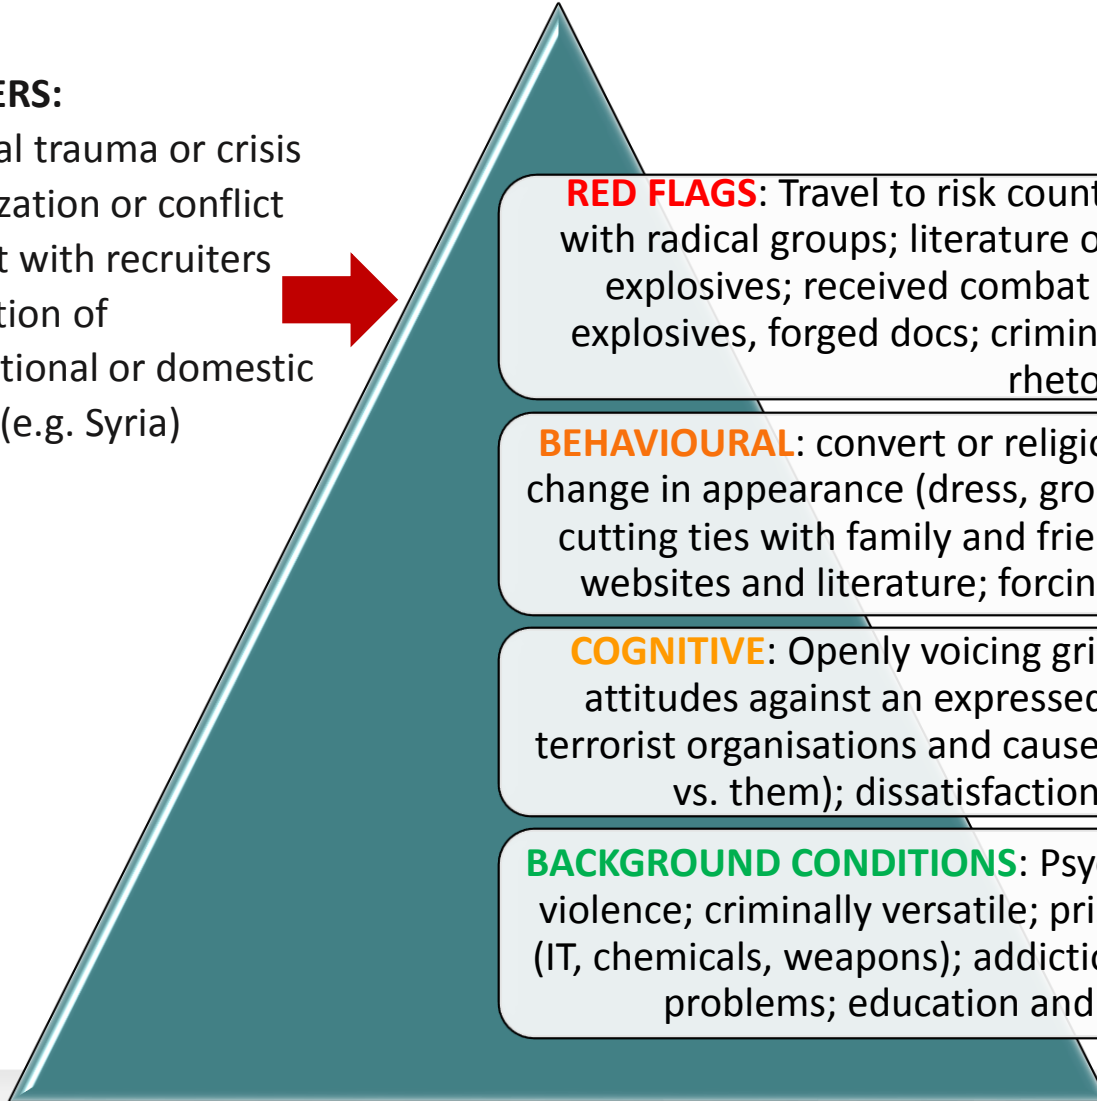 ERS:
al trauma or crisis
zation or conflict
t with recruiters
tion of
tional or domestic
(e.g. Syria)
RED FLAGS: Travel to risk count
with radical groups; literature o
explosives; received combat
explosives, forged docs; crimin
rheto
BEHAVIOURAL: convert or religio
change in appearance (dress, gro
cutting ties with family and frie
websites and literature; forcin
COGNITIVE: Openly voicing gri
attitudes against an expressed
terrorist organisations and cause
vs. them); dissatisfaction
BACKGROUND CONDITIONS: Psy
violence; criminally versatile; pri
(IT, chemicals, weapons); addictio
problems; education and